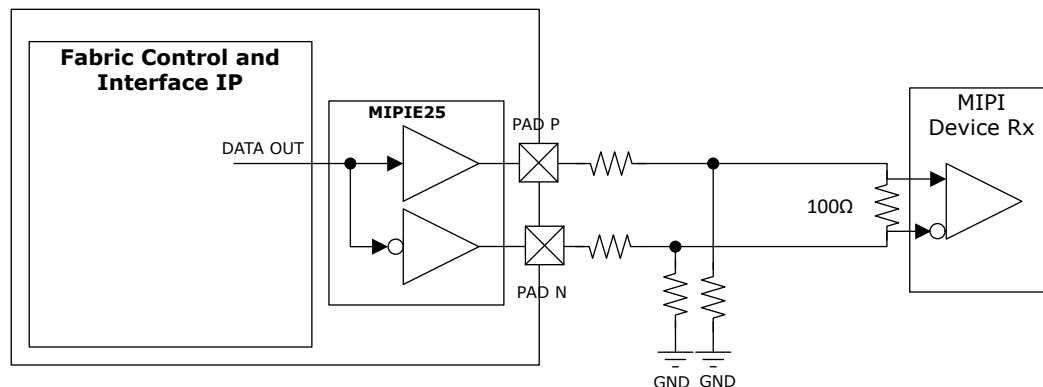 Fabric Control and
Interface IP
MIPIE25
DATA OUT
PAD P
PAD N
100Ω
GND GND
MIPI
Device Rx